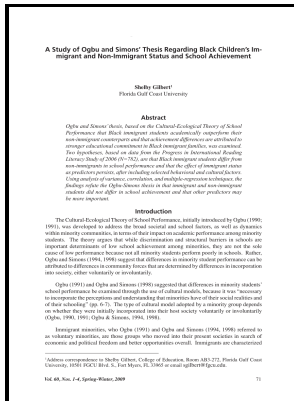 A Study of Ogbu and Simons' Thesis Regarding Black Children's Im-
migrant and Non-Immigrant Status and School Achievement
Shelby Gilbert¹
Florida Gulf Coast University
Abstract
Ogbu and Simons' thesis, based on the Cultural-Ecological Theory of School
Performance that Black immigrant students academically outperform their
non-immigrant counterparts and that achievement differences are attributed to
stronger educational commitment in Black immigrant families, was examined.
Two hypotheses, based on data from the Progress in International Reading
Literacy Study of 2006 (N=782), are that Black immigrant students differ from
non-immigrants in school performance and that the effect of immigrant status
as predictors persists, after including selected behavioral and cultural factors.
Using analysis of variance, correlation, and multiple-regression techniques, the
findings refute the Ogbu-Simons thesis in that immigrant and non-immigrant
students did not differ in school achievement and that other predictors may
be more important.
Introduction
The Cultural-Ecological Theory of School Performance, initially introduced by Ogbu (1990;
1991), was developed to address the broad societal and school factors, as well as dynamics
within minority communities, in terms of their impact on academic performance among minority
students. The theory argues that while discrimination and structural barriers in schools are
important determinants of low school achievement among minorities, they are not the sole
cause of low performance because not all minority students perform poorly in schools. Rather,
Ogbu and Simons (1994, 1998) suggest that differences in minority student performance can be
attributed to differences in community forces that are determined by differences in incorporation
into society, either voluntarily or involuntarily.
Ogbu (1991) and Ogbu and Simons (1998) suggested that differences in minority students'
school performance be examined through the use of cultural models, because it was "necessary
to incorporate the perceptions and understanding that minorities have of their social realities and
of their schooling" (pp. 6-7). The type of cultural model adopted by a minority group depends
on whether they were initially incorporated into their host society voluntarily or involuntarily
(Ogbu, 1990, 1991; Ogbu & Simons, 1994, 1998).
Immigrant minorities, who Ogbu (1991) and Ogbu and Simons (1994, 1998) referred to
as voluntary minorities, are those groups who moved into their present societies in search of
economic and political freedom and better opportunities overall. Immigrants are characterized
¹Address correspondence to Shelby Gilbert, College of Education, Room AB3-272, Florida Gulf Coast
University, 10501 FGCU Blvd. S., Fort Myers, FL 33965 or email sgilbert@fgcu.edu.
Vol. 60, Nos. 1-4, Spring-Winter, 2009 71